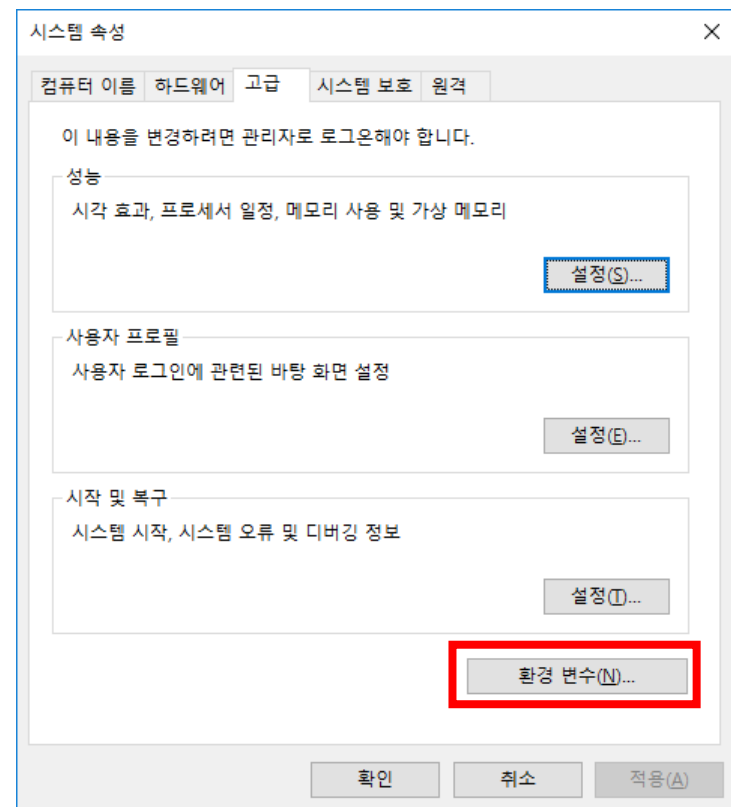 시스템 속성
컴퓨터 이름 하드웨어 고급 시스템 보호 원격
이 내용을 변경하려면 관리자로 로그온해야 합니다.
성능
시각 효과, 프로세서 일정, 메모리 사용 및 가상 메모리
설정(S)...
사용자 프로필
사용자 로그인에 관련된 바탕 화면 설정
설정(E)...
시작 및 복구
시스템 시작, 시스템 오류 및 디버깅 정보
설정(T)...
환경 변수(N)...
확인 취소 적용(A)